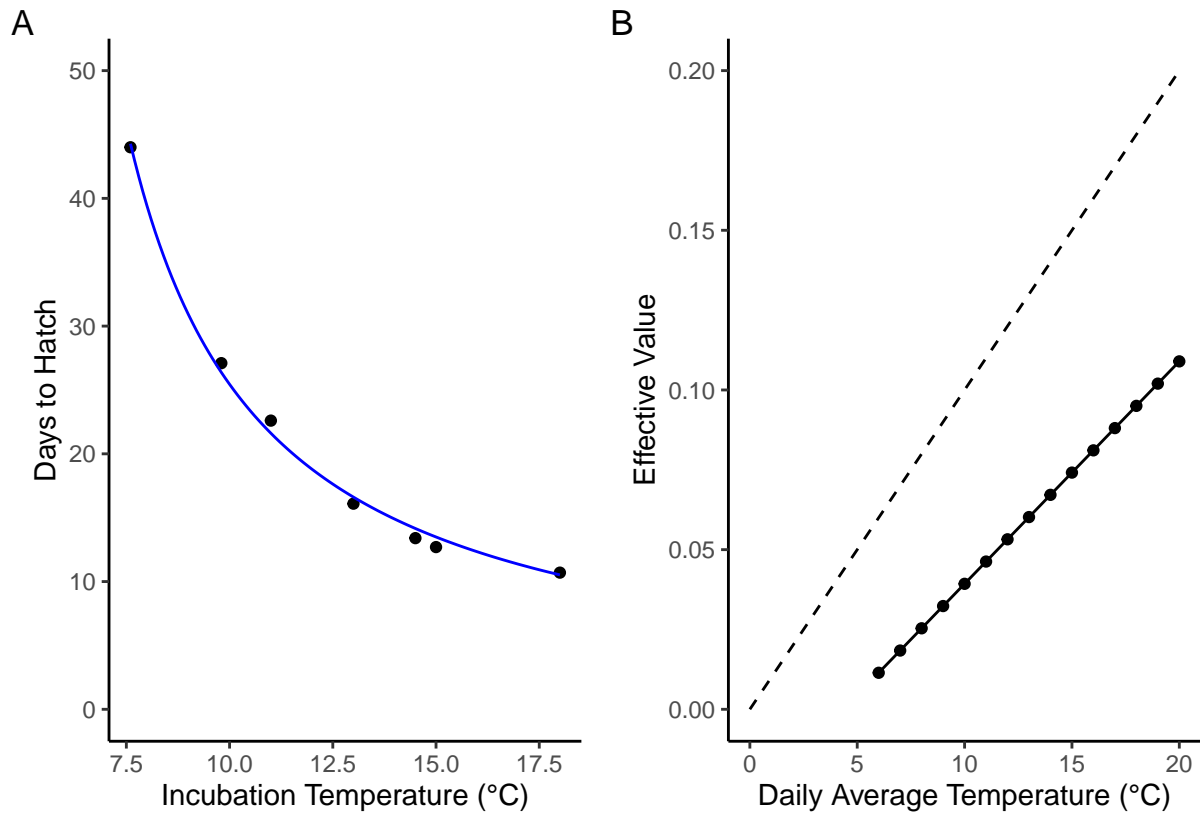 A
50
40
30
20
10
0
Days to Hatch
7.5 10.0 12.5 15.0 17.5
Incubation Temperature (°C)
B
0.20
0.15
0.10
0.05
0.00
Effective Value
0 5 10 15 20
Daily Average Temperature (°C)